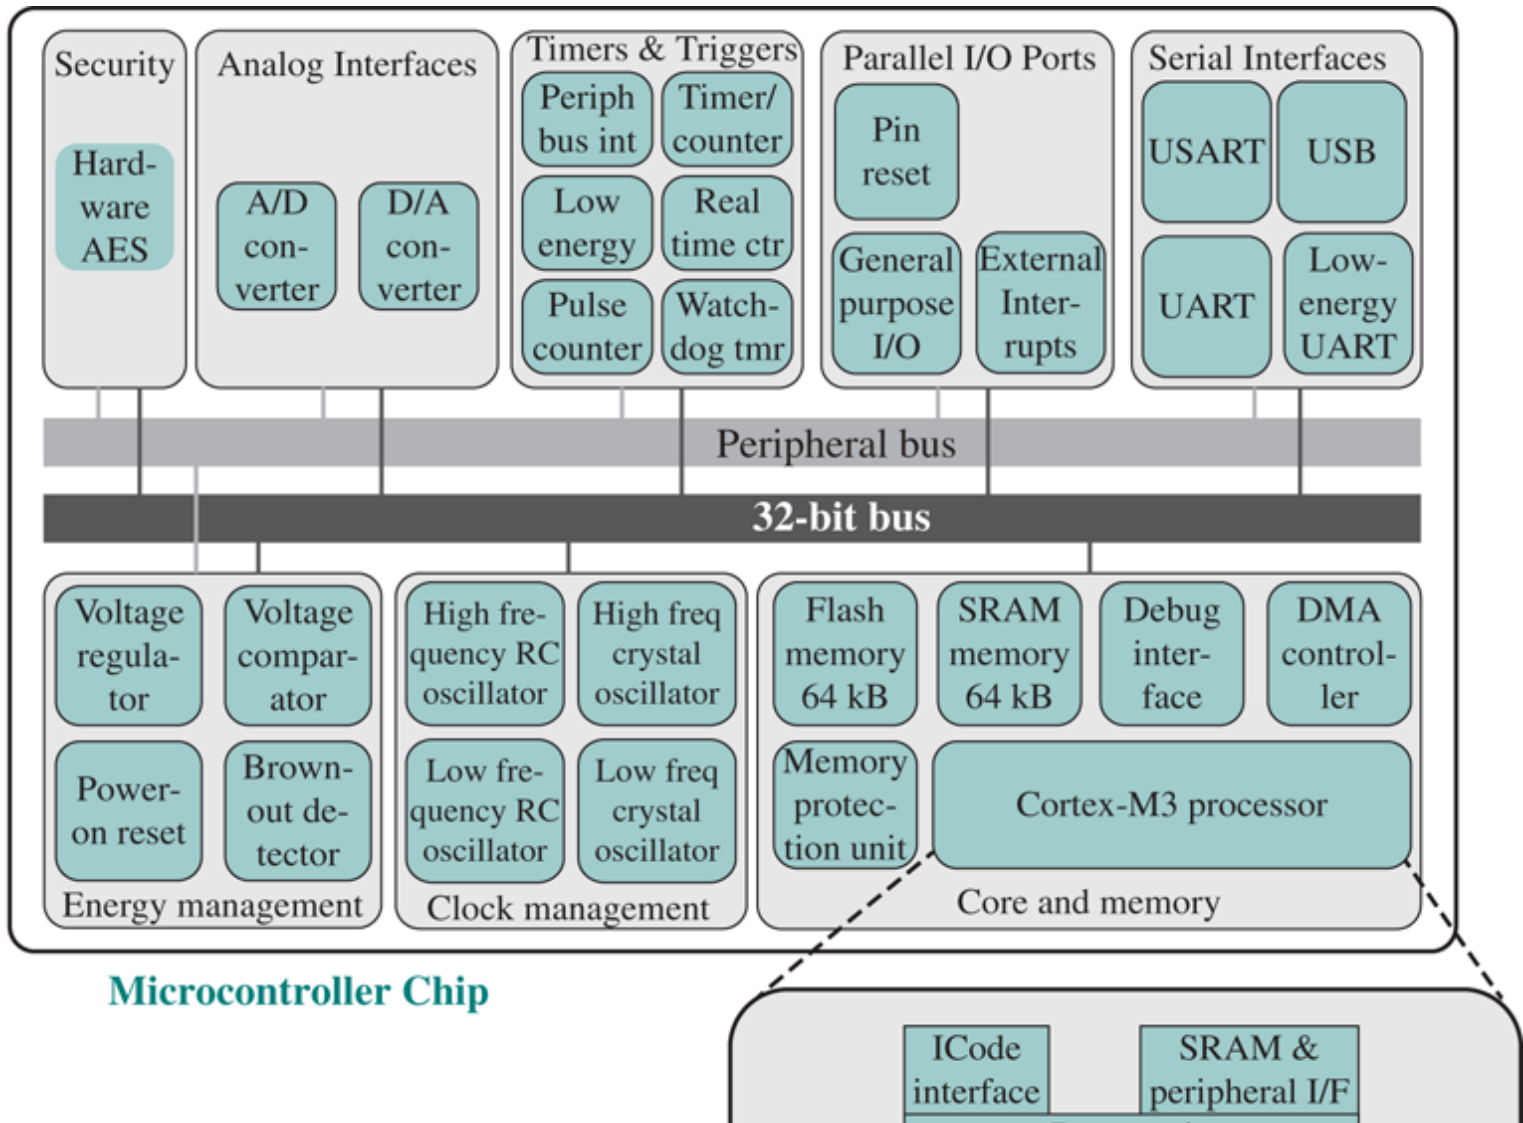 Security
Hard-
ware
AES
Analog Interfaces
A/D
con-
verter
D/A
con-
verter
Timers & Triggers
Periph
bus int
Timer/
counter
Low
energy
Real
time ctr
Pulse
counter
Watch-
dog tmr
Parallel I/O Ports
Pin
reset
General
purpose
I/O
External
Inter-
rupts
Serial Interfaces
USART
USB
UART
Low-
energy
UART
Peripheral bus
32-bit bus
Voltage
regula-
tor
Voltage
compar-
ator
Power-
on reset
Brown-
out de-
tector
Energy management
High fre-
quency RC
oscillator
High freq
crystal
oscillator
Low fre-
quency RC
oscillator
Low freq
crystal
oscillator
Clock management
Flash
memory
64 kB
SRAM
memory
64 kB
Debug
inter-
face
DMA
control-
ler
Memory
protec-
tion unit
Cortex-M3 processor
Core and memory
Microcontroller Chip
ICode
interface
SRAM &
peripheral I/F